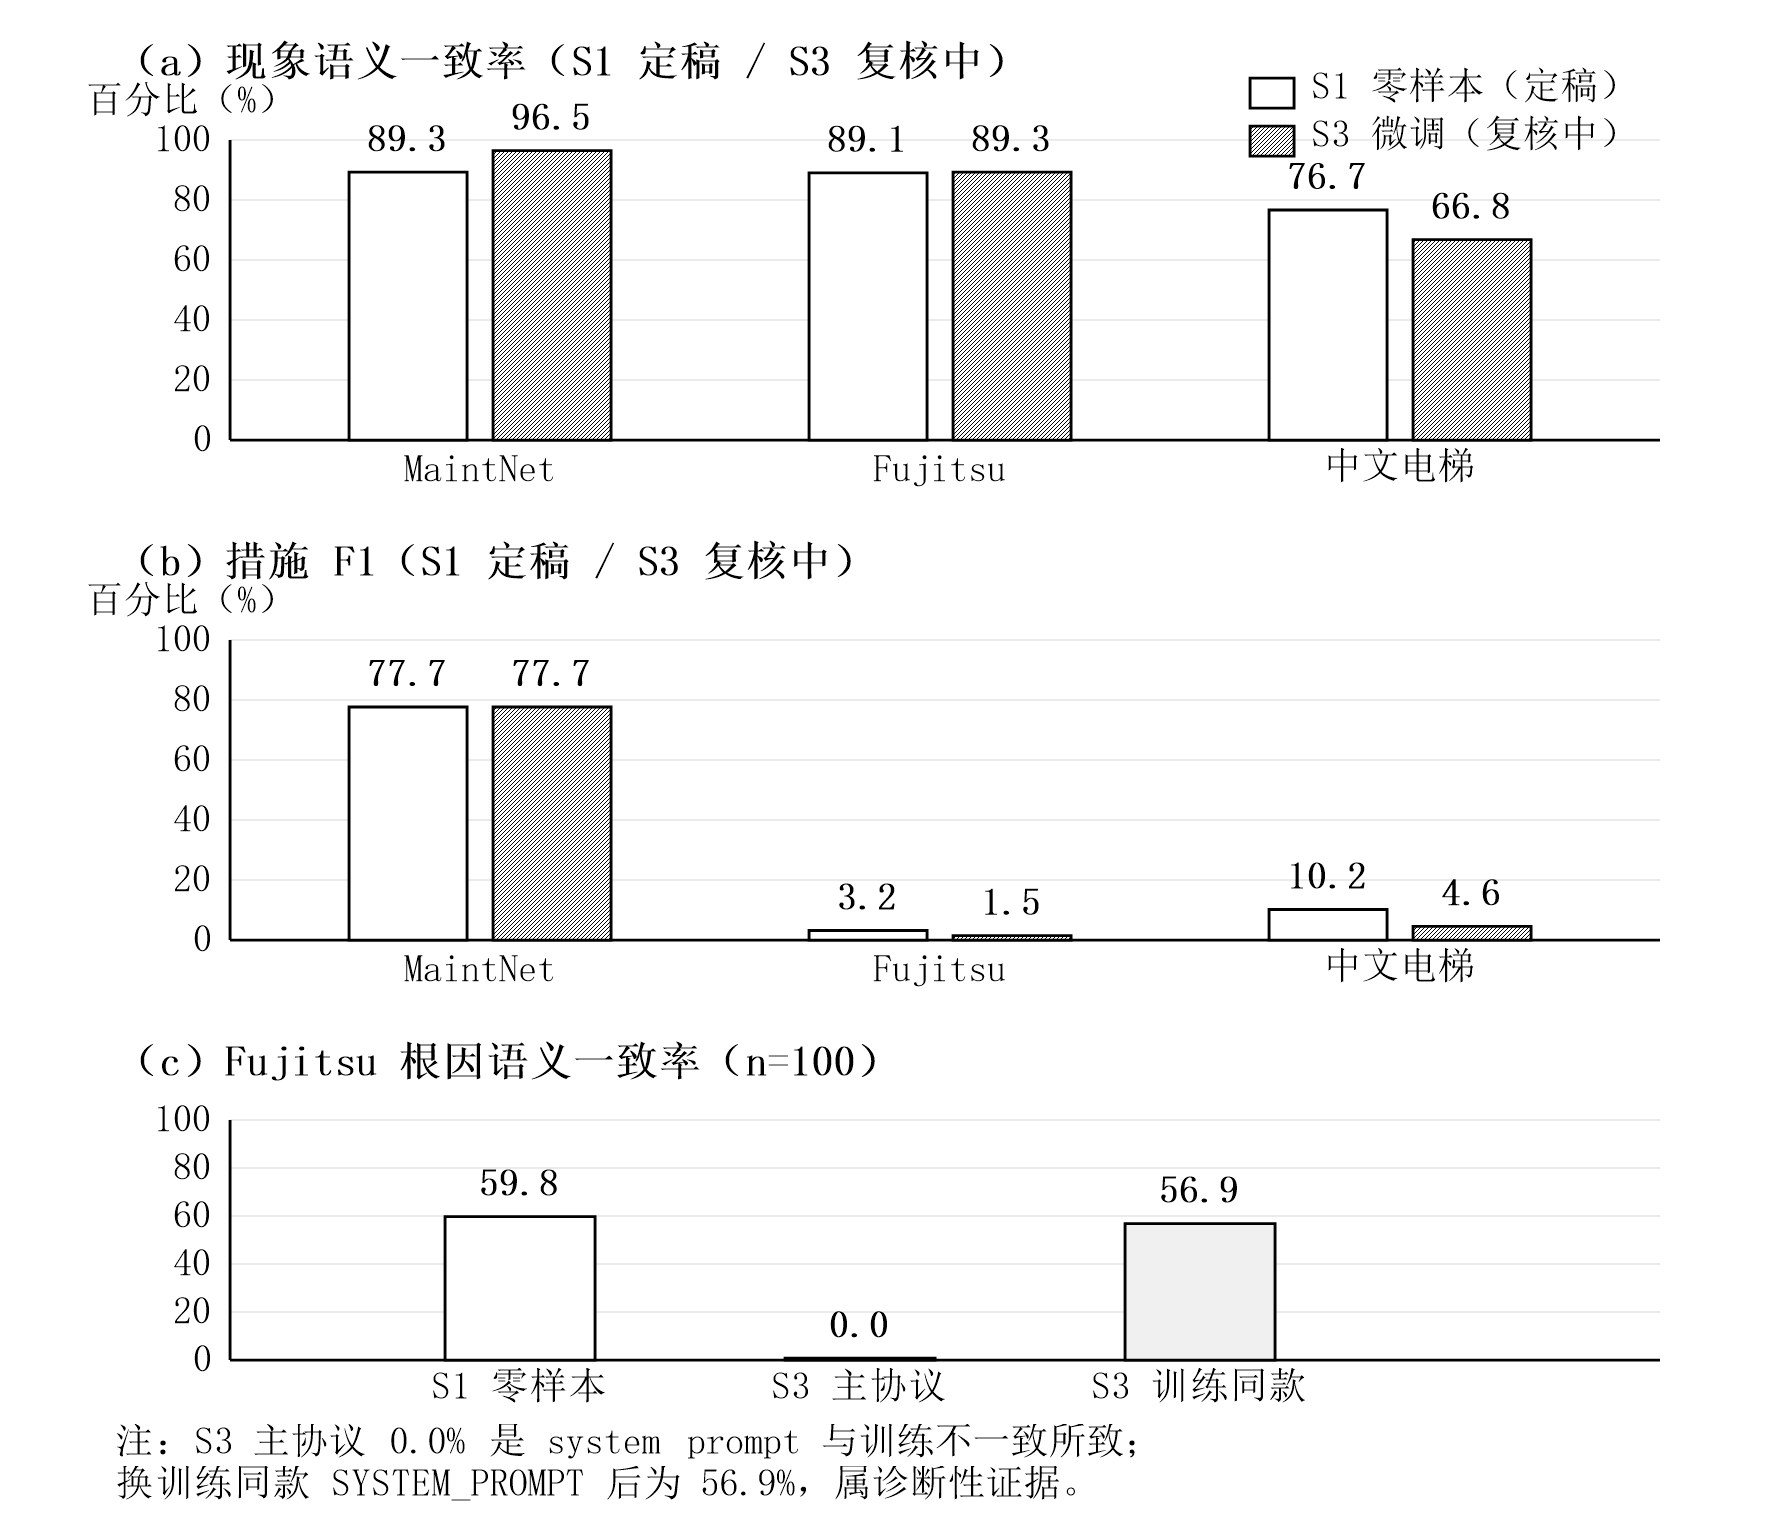 （a）现象语义一致率（S1 定稿 / S3 复核中）
百分比（%）
S1 零样本（定稿）
S3 微调（复核中）
100
80
60
40
20
0
89.3
96.5
89.1
89.3
76.7
66.8
MaintNet
Fujitsu
中文电梯
（b）措施 F1（S1 定稿 / S3 复核中）
百分比（%）
100
80
60
40
20
0
77.7
77.7
3.2
1.5
10.2
4.6
MaintNet
Fujitsu
中文电梯
（c）Fujitsu 根因语义一致率（n=100）
100
80
60
40
20
0
59.8
0.0
56.9
S1 零样本
S3 主协议
S3 训练同款
注：S3 主协议 0.0% 是 system prompt 与训练不一致所致；
换训练同款 SYSTEM_PROMPT 后为 56.9%，属诊断性证据。